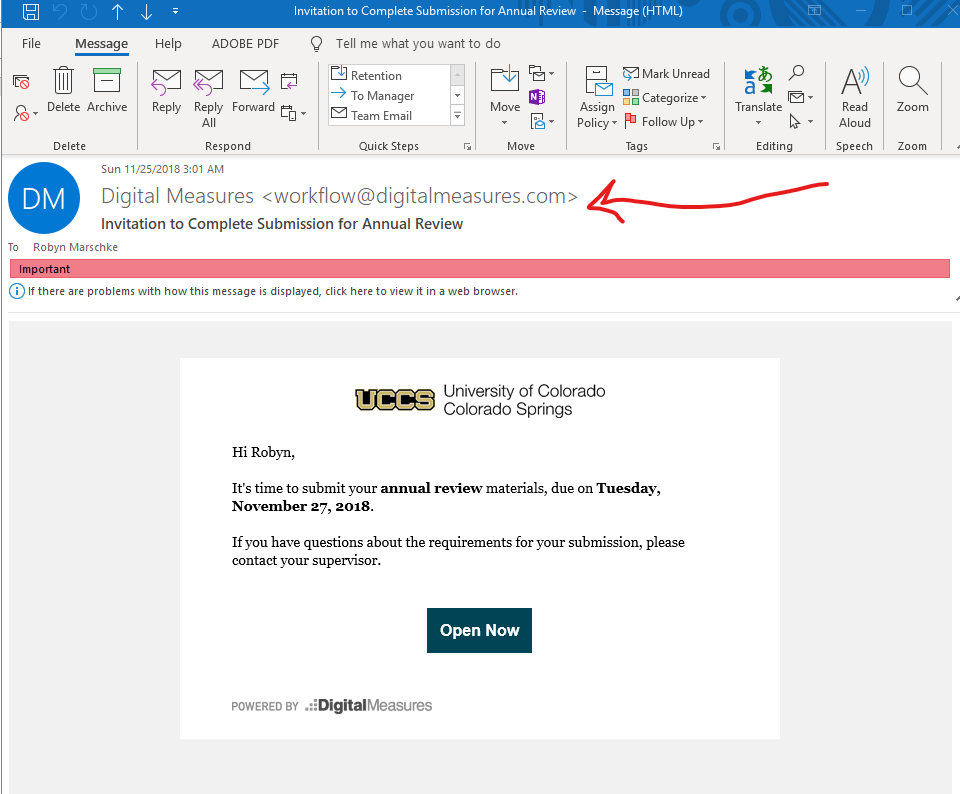 Invitation to Complete Submission for Annual Review - Message (HTML)
File Message Help ADOBE PDF Tell me what you want to do
Delete Archive
Reply Reply All Forward
Retention
To Manager
Team Email
Move
Assign Policy
Mark Unread
Categorize
Follow Up
Translate
Read Aloud
Zoom
Delete Respond Quick Steps Move Tags Editing Speech Zoom
DM
Sun 11/25/2018 3:01 AM
Digital Measures <workflow@digitalmeasures.com>
Invitation to Complete Submission for Annual Review
To Robyn Marschke
Important
If there are problems with how this message is displayed, click here to view it in a web browser.
UCCS University of Colorado
Colorado Springs
Hi Robyn,
It's time to submit your annual review materials, due on Tuesday,
November 27, 2018.
If you have questions about the requirements for your submission, please
contact your supervisor.
Open Now
POWERED BY DigitalMeasures